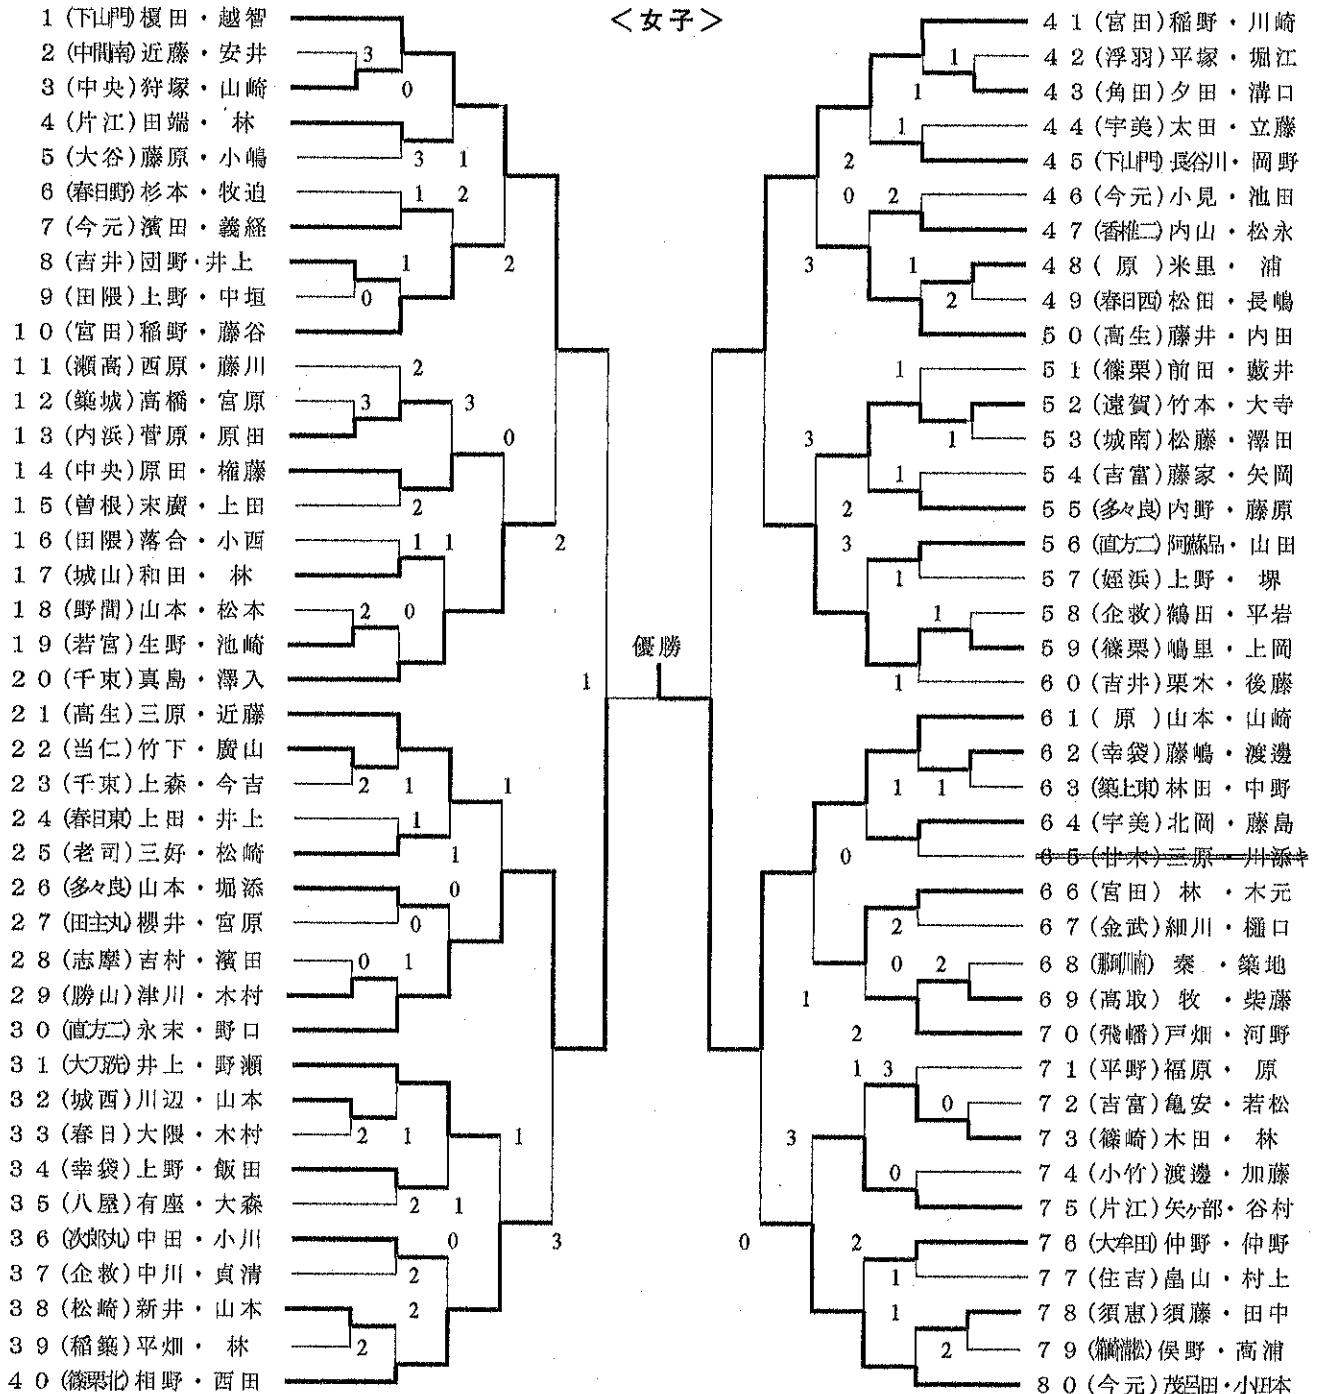 <女子>
1 (下山門) 榎田・越智
2 (中間南) 近藤・安井
3 (中央) 狩塚・山崎
4 (片江) 田端・林
5 (大谷) 藤原・小嶋
6 (春日野) 杉本・牧迫
7 (今元) 濱田・義経
8 (吉井) 団野・井上
9 (田隈) 上野・中垣
10 (宮田) 稲野・藤谷
11 (瀬高) 西原・藤川
12 (築城) 高橋・宮原
13 (内浜) 菅原・原田
14 (中央) 原田・権藤
15 (曽根) 末廣・上田
16 (田隈) 落合・小西
17 (城山) 和田・林
18 (野間) 山本・松本
19 (若宮) 生野・池崎
20 (千束) 真島・澤入
21 (高生) 三原・近藤
22 (当仁) 竹下・廣山
23 (千束) 上森・今吉
24 (春日東) 上田・井上
25 (老司) 三好・松崎
26 (多々良) 山本・堀添
27 (田主丸) 櫻井・宮原
28 (志摩) 吉村・濱田
29 (勝山) 津川・木村
30 (直方二) 永末・野口
31 (大刀洗) 井上・野瀬
32 (城西) 川辺・山本
33 (春日) 大隈・木村
34 (幸袋) 上野・飯田
35 (八屋) 有座・大森
36 (次郎丸) 中田・小川
37 (企救) 中川・貞清
38 (松崎) 新井・山本
39 (稲築) 平畑・林
40 (篠栗北) 相野・西田
優勝
41 (宮田) 稲野・川崎
42 (浮羽) 平塚・堀江
43 (角田) 夕田・溝口
44 (宇美) 太田・立藤
45 (下山門) 長谷川・岡野
46 (今元) 小見・池田
47 (香椎二) 内山・松永
48 (原) 米里・浦
49 (春日西) 松田・長嶋
50 (高生) 藤井・内田
51 (篠栗) 前田・藪井
52 (遠賀) 竹本・大寺
53 (城南) 松藤・澤田
54 (吉富) 藤家・矢岡
55 (多々良) 内野・藤原
56 (直方二) 阿蘇品・山田
57 (姪浜) 上野・堺
58 (企救) 鶴田・平岩
59 (篠栗) 嶋里・上岡
60 (吉井) 栗木・後藤
61 (原) 山本・山崎
62 (幸袋) 藤嶋・渡邊
63 (築上東) 林田・中野
64 (宇美) 北岡・藤島
65 (甘木) 三原・川添キ
66 (宮田) 林・木元
67 (金武) 細川・樋口
68 (那珂川南) 秦・築地
69 (高取) 牧・柴藤
70 (飛幡) 戸畑・河野
71 (平野) 福原・原
72 (吉富) 亀安・若松
73 (篠崎) 木田・林
74 (小竹) 渡邊・加藤
75 (片江) 矢ヶ部・谷村
76 (大牟田) 仲野・仲野
77 (住吉) 畠山・村上
78 (須恵) 須藤・田中
79 俣野・高浦
80 (今元) 茂呂田・小田本